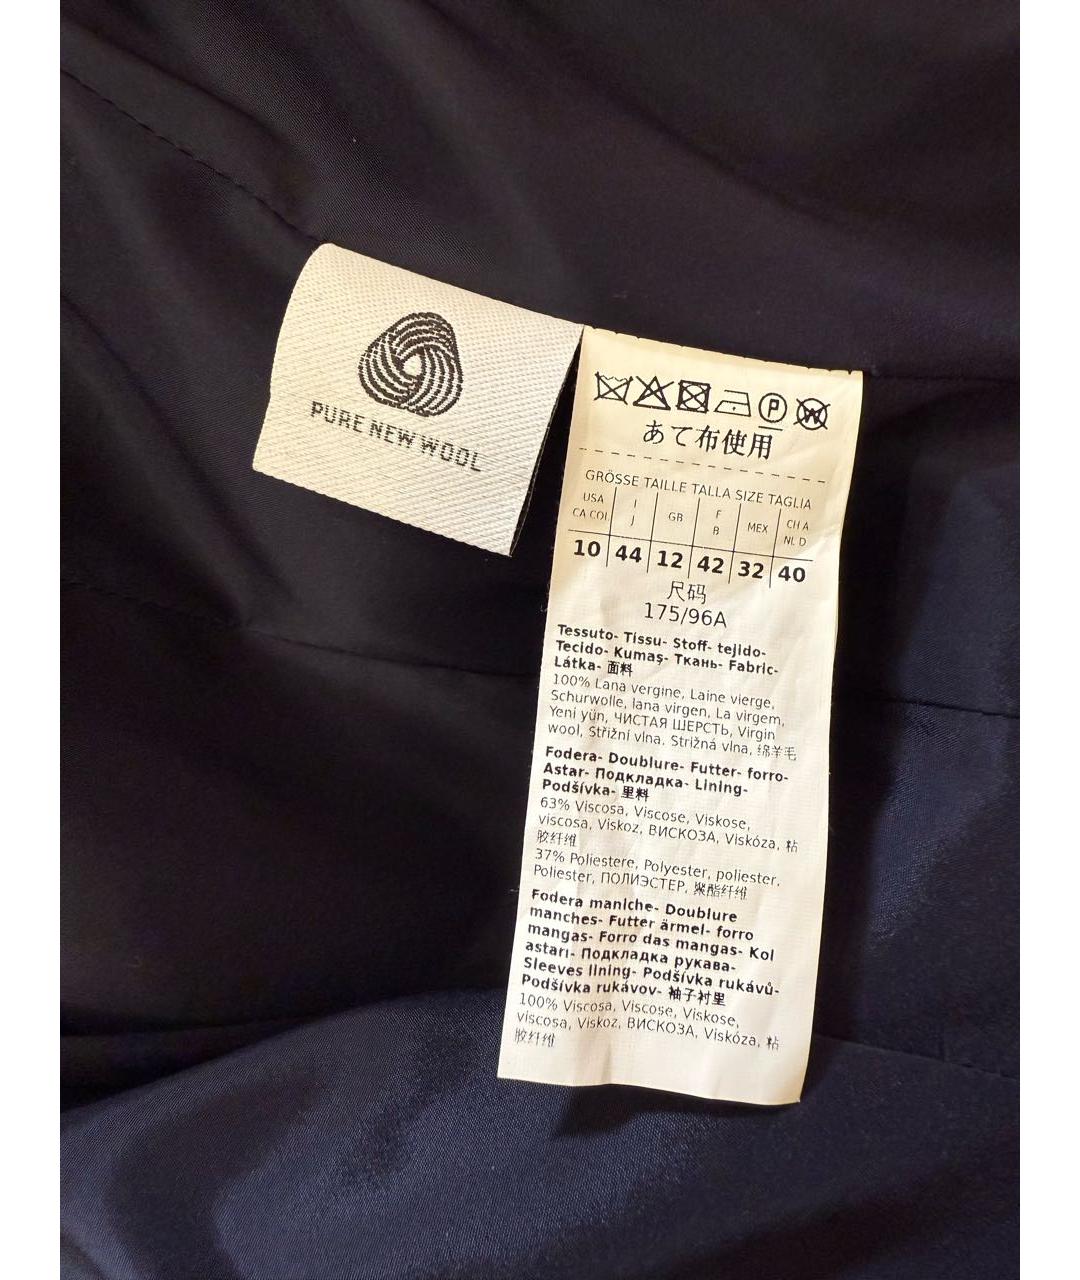 PURE NEW WOOL
P W
あて布使用
GRÖSSE TAILLE TALLA SIZE TAGLIA
USA I GB F MEX CH A
CA COL J B NL D
10 44 12 42 32 40
尺码
175/96A
Tessuto- Tissu- Stoff- tejido-
Tecido- Kumaş- Ткань- Fabric-
Látka- 面料
100% Lana vergine, Laine vierge,
Schurwolle, lana virgen, La virgem,
Yeni yün, ЧИСТАЯ ШЕРСТЬ, Virgin
wool, Střižní vlna, Strižná vlna, 绵羊毛
Fodera- Doublure- Futter- forro-
Astar- Подкладка- Lining-
Podšívka- 里料
63% Viscosa, Viscose, Viskose,
viscosa, Viskoz, ВИСКОЗА, Viskóza, 粘
胶纤维
37% Poliestere, Polyester, poliester,
Poliester, ПОЛИЭСТЕР, 聚酯纤维
Fodera maniche- Doublure
manches- Futter ärmel- forro
mangas- Forro das mangas- Kol
astarı- Подкладка рукава-
Sleeves lining- Podšívka rukávů-
Podšívka rukávov- 袖子衬里
100% Viscosa, Viscose, Viskose,
viscosa, Viskoz, ВИСКОЗА, Viskóza, 粘
胶纤维